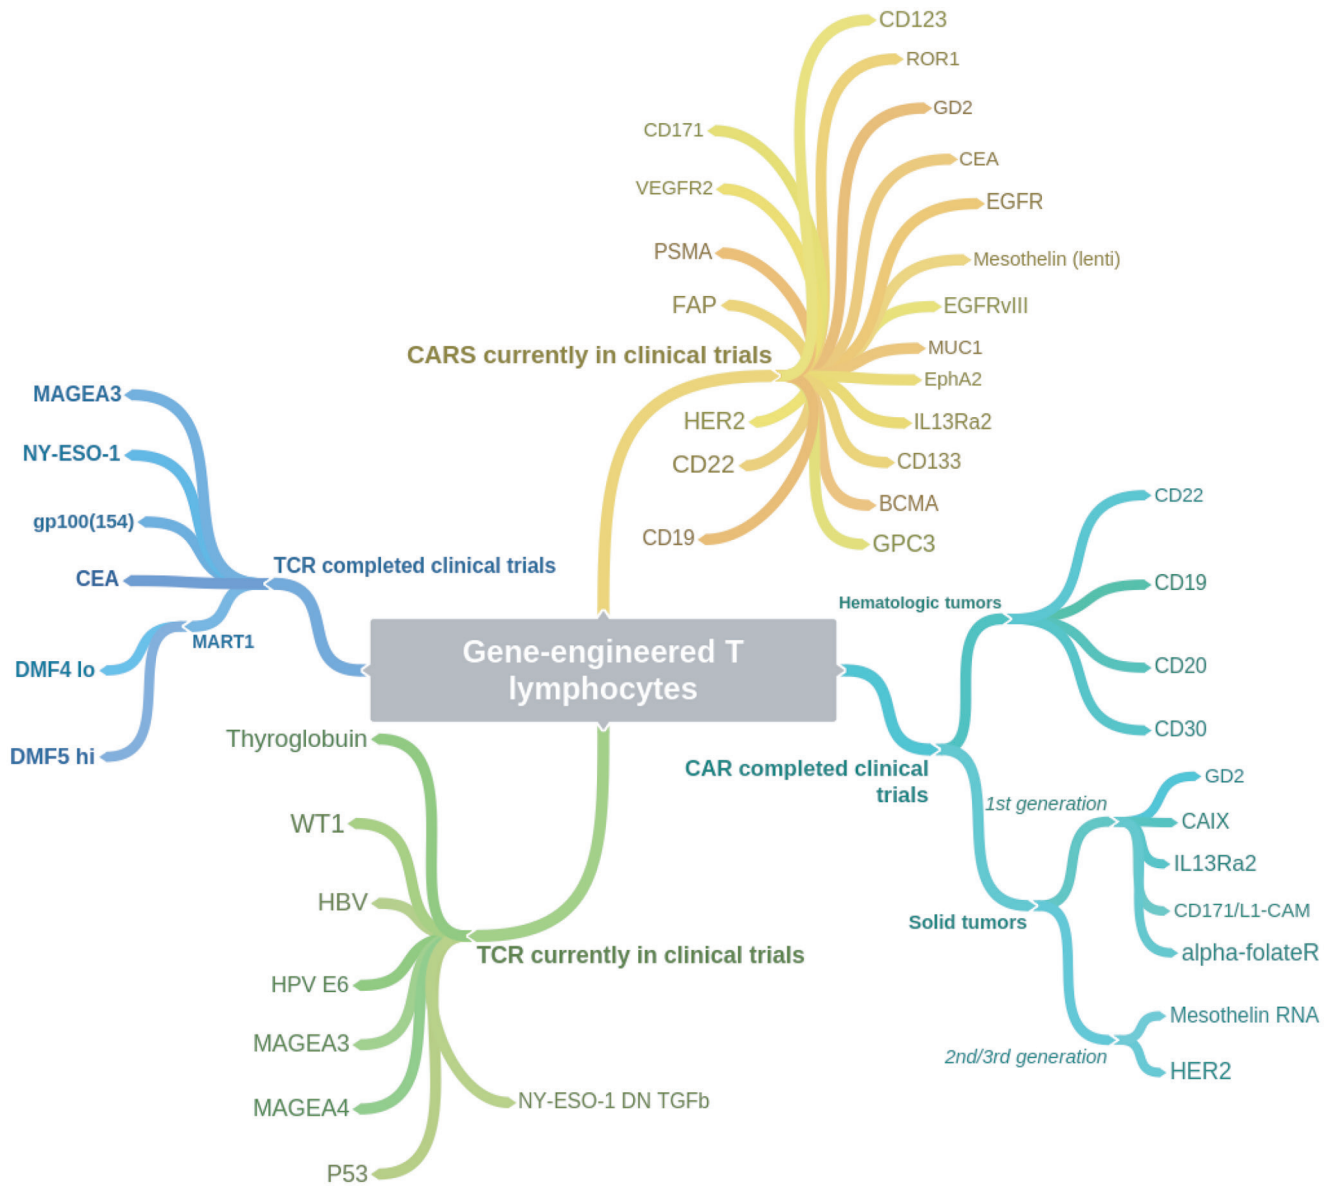 CD123
ROR1
GD2
CD171
CEA
VEGFR2
EGFR
PSMA
Mesothelin (lenti)
FAP
EGFRvIII
MUC1
CARS currently in clinical trials
EphA2
HER2
IL13Ra2
CD22
CD133
BCMA
CD19
GPC3
MAGEA3
NY-ESO-1
gp100(154)
TCR completed clinical trials
CEA
MART1
DMF4 lo
DMF5 hi
Gene-engineered T
lymphocytes
Hematologic tumors
CD22
CD19
CD20
CD30
CAR completed clinical
trials
1st generation
GD2
CAIX
IL13Ra2
CD171/L1-CAM
alpha-folateR
Solid tumors
Mesothelin RNA
2nd/3rd generation
HER2
Thyroglobuin
WT1
HBV
TCR currently in clinical trials
HPV E6
MAGEA3
MAGEA4
NY-ESO-1 DN TGFb
P53